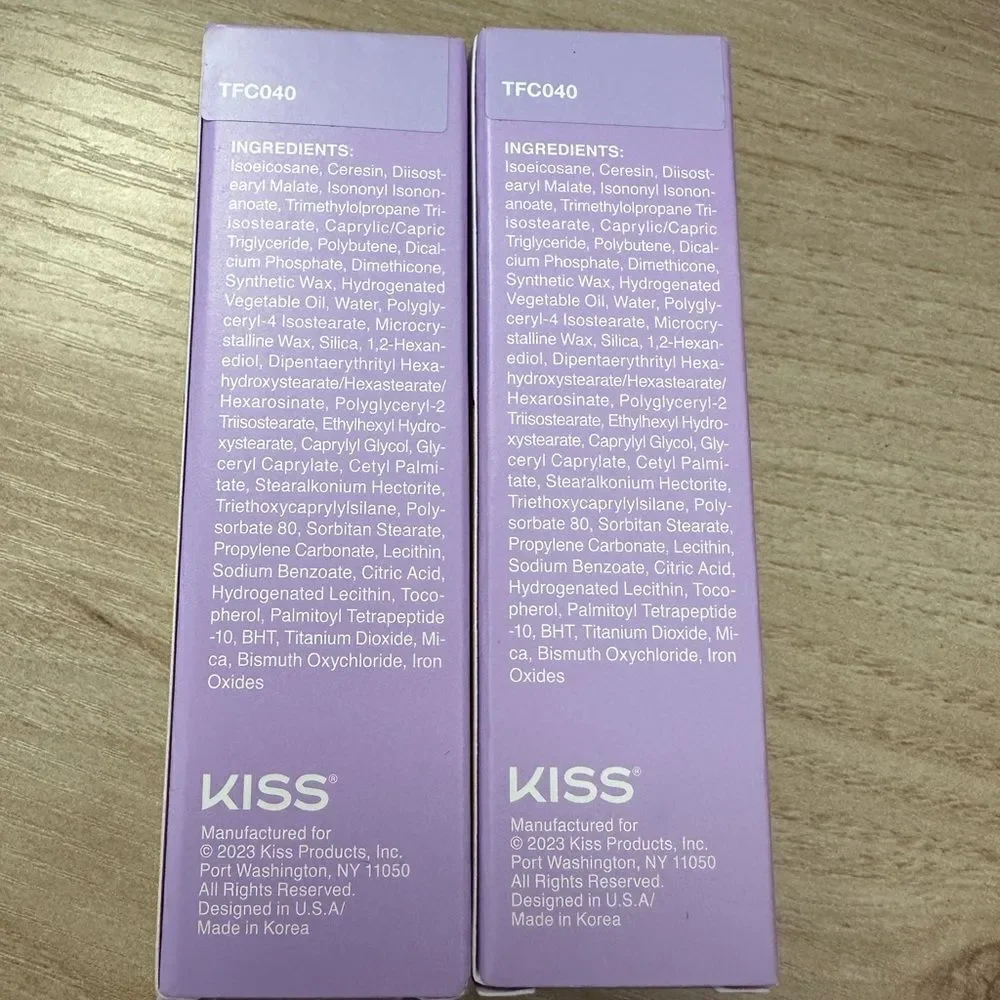 TFC040
INGREDIENTS:
Isoeicosane, Ceresin, Diisost-
earyl Malate, Isononyl Isonon-
anoate, Trimethylolpropane Tri-
isostearate, Caprylic/Capric
Triglyceride, Polybutene, Dical-
cium Phosphate, Dimethicone,
Synthetic Wax, Hydrogenated
Vegetable Oil, Water, Polygly-
ceryl-4 Isostearate, Microcry-
stalline Wax, Silica, 1,2-Hexan-
ediol, Dipentaerythrityl Hexa-
hydroxystearate/Hexastearate/
Hexarosinate, Polyglyceryl-2
Triisostearate, Ethylhexyl Hydro-
xystearate, Caprylyl Glycol, Gly-
ceryl Caprylate, Cetyl Palmi-
tate, Stearalkonium Hectorite,
Triethoxycaprylylsilane, Poly-
sorbate 80, Sorbitan Stearate,
Propylene Carbonate, Lecithin,
Sodium Benzoate, Citric Acid,
Hydrogenated Lecithin, Toco-
pherol, Palmitoyl Tetrapeptide
-10, BHT, Titanium Dioxide, Mi-
ca, Bismuth Oxychloride, Iron
Oxides
KISS®
Manufactured for
© 2023 Kiss Products, Inc.
Port Washington, NY 11050
All Rights Reserved.
Designed in U.S.A/
Made in Korea
TFC040
INGREDIENTS:
Isoeicosane, Ceresin, Diisost-
earyl Malate, Isononyl Isonon-
anoate, Trimethylolpropane Tri-
isostearate, Caprylic/Capric
Triglyceride, Polybutene, Dical-
cium Phosphate, Dimethicone,
Synthetic Wax, Hydrogenated
Vegetable Oil, Water, Polygly-
ceryl-4 Isostearate, Microcry-
stalline Wax, Silica, 1,2-Hexan-
ediol, Dipentaerythrityl Hexa-
hydroxystearate/Hexastearate/
Hexarosinate, Polyglyceryl-2
Triisostearate, Ethylhexyl Hydro-
xystearate, Caprylyl Glycol, Gly-
ceryl Caprylate, Cetyl Palmi-
tate, Stearalkonium Hectorite,
Triethoxycaprylylsilane, Poly-
sorbate 80, Sorbitan Stearate,
Propylene Carbonate, Lecithin,
Sodium Benzoate, Citric Acid,
Hydrogenated Lecithin, Toco-
pherol, Palmitoyl Tetrapeptide
-10, BHT, Titanium Dioxide, Mi-
ca, Bismuth Oxychloride, Iron
Oxides
KISS®
Manufactured for
© 2023 Kiss Products, Inc.
Port Washington, NY 11050
All Rights Reserved.
Designed in U.S.A/
Made in Korea